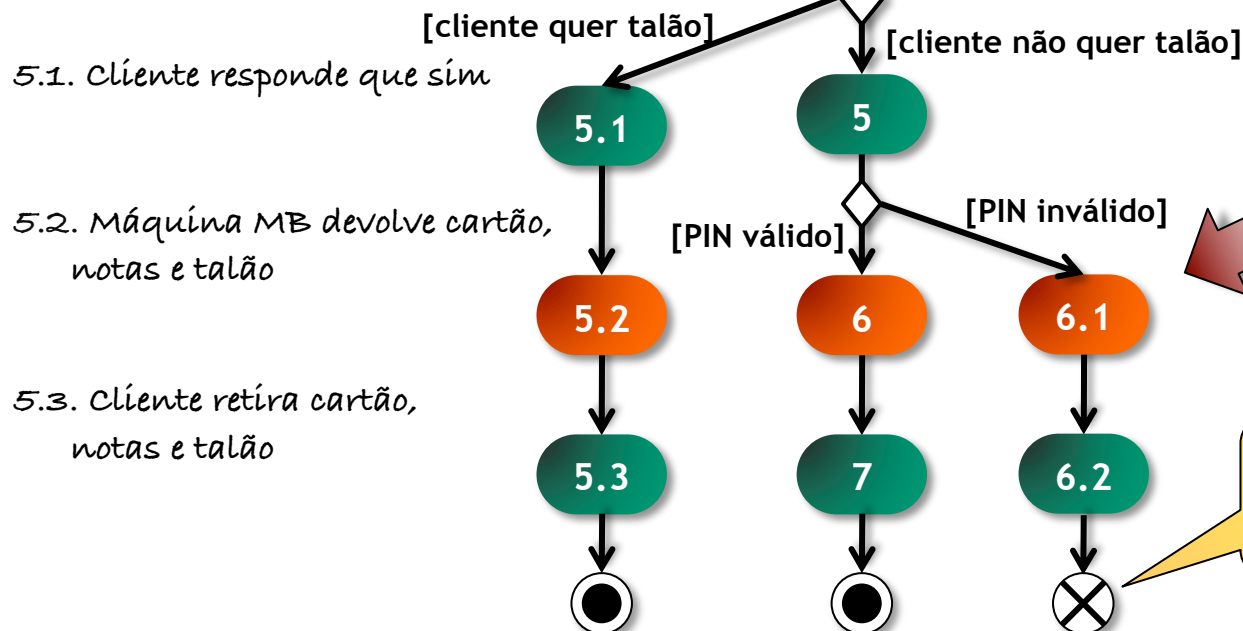 [cliente quer talão]
[cliente não quer talão]
5.1. Cliente responde que sim
5.1
5
5.2. Máquina MB devolve cartão,
notas e talão
[PIN válido]
[PIN inválido]
5.2
6
6.1
5.3. Cliente retira cartão,
notas e talão
5.3
7
6.2